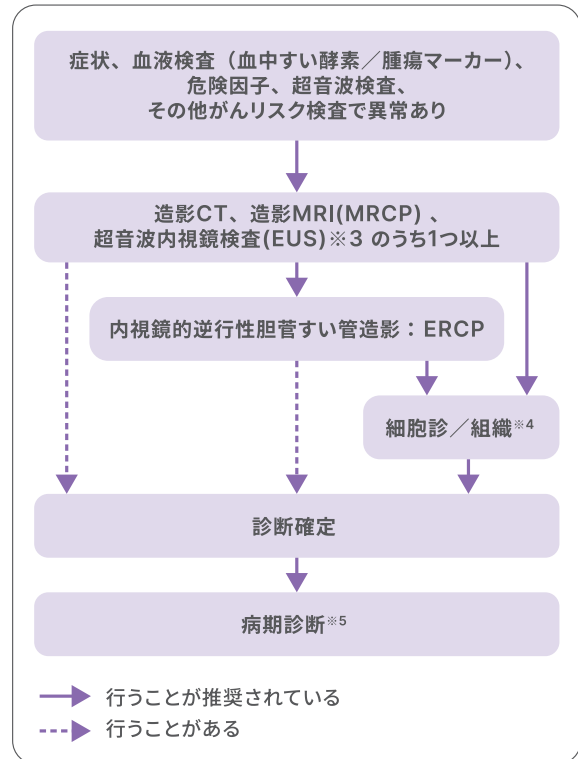 症状、血液検査（血中すい酵素／腫瘍マーカー）、
危険因子、超音波検査、
その他がんリスク検査で異常あり
造影CT、造影MRI(MRCP) 、
超音波内視鏡検査(EUS)※3 のうち1つ以上
内視鏡的逆行性胆菅すい管造影：ERCP
細胞診／組織※4
診断確定
病期診断※5
行うことが推奨されている
行うことがある